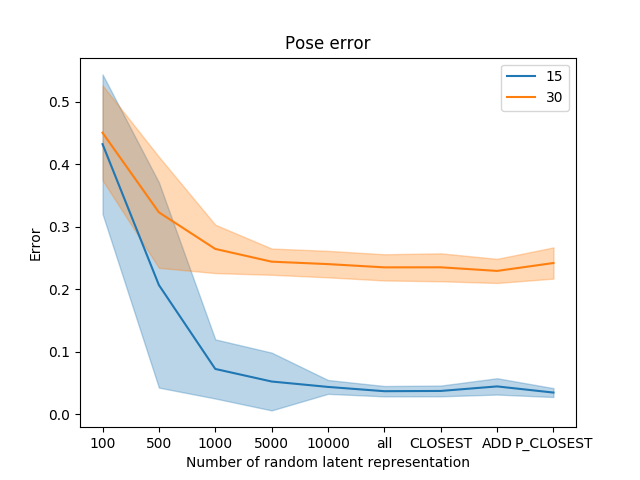 Pose error
15
30
Error
0.5
0.4
0.3
0.2
0.1
0.0
100 500 1000 5000 10000 all CLOSEST ADD P_CLOSEST
Number of random latent representation